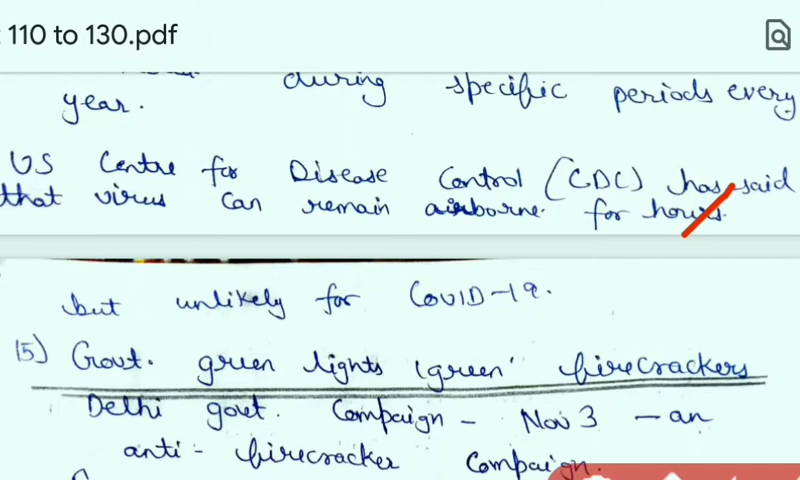 110 to 130.pdf
during specific periods every
year.
US Centre for Disease Control (CDC) has said
that virus can remain airborne for hours.
but unlikely for COVID-19.
15) Govt. green lights 'green' firecrackers
Delhi govt. Campaign - Nov 3 - an
anti - firecracker Campaign.